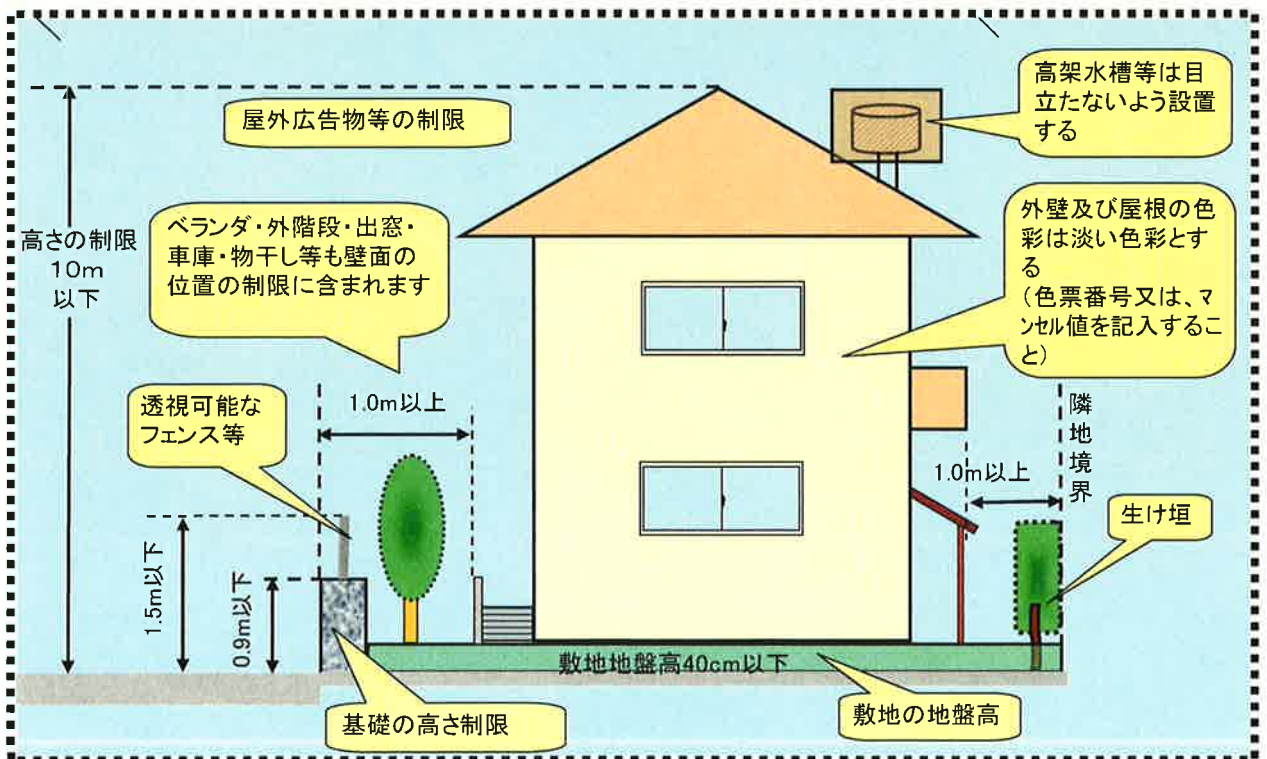 屋外広告物等の制限
高架水槽等は目
立たないよう設置
する
高さの制限
10m
以下
ベランダ・外階段・出窓・
車庫・物干し等も壁面の
位置の制限に含まれます
外壁及び屋根の色
彩は淡い色彩とす
る
(色票番号又は、マ
ンセル値を記入するこ
と)
透視可能な
フェンス等
1.0m以上
隣地境界
1.0m以上
生け垣
1.5m以下
0.9m以下
敷地地盤高40cm以下
基礎の高さ制限
敷地の地盤高